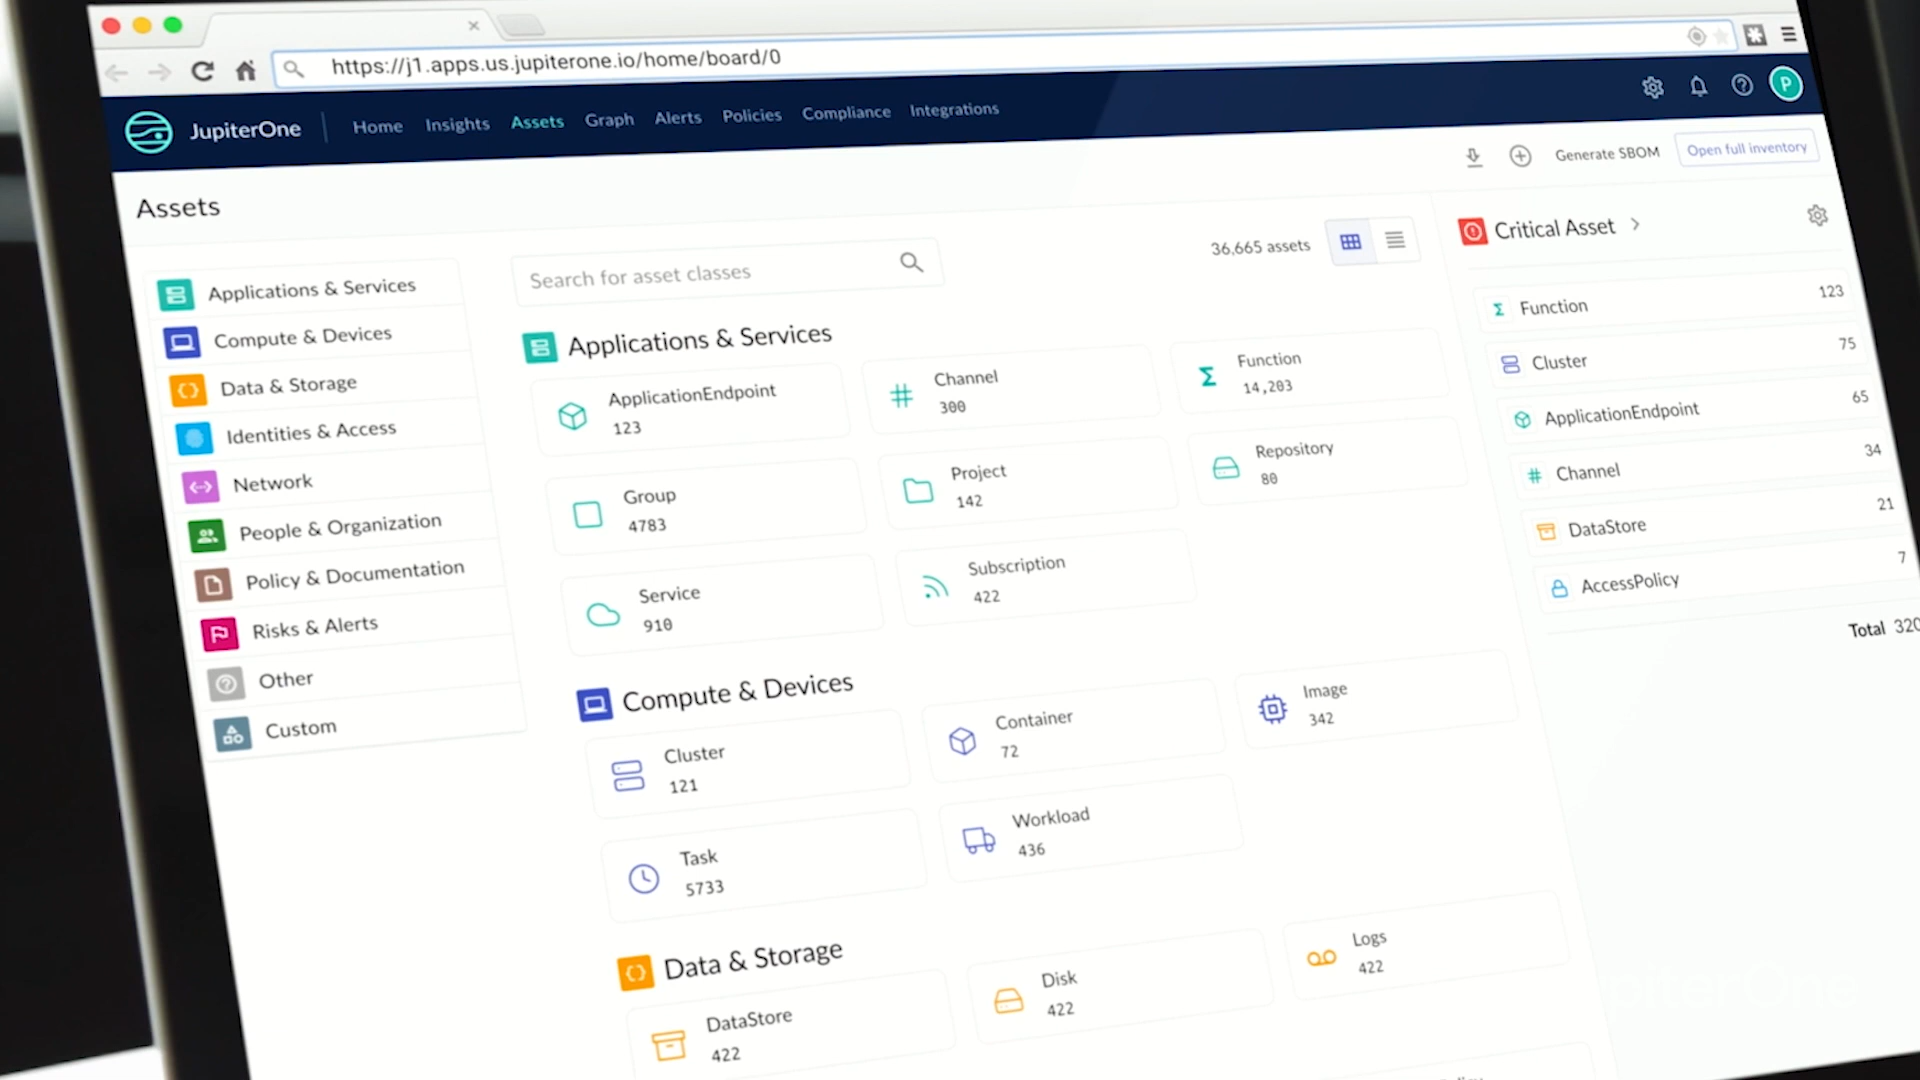 https://j1.apps.us.jupiterone.io/home/board/0
JupiterOne
Home Insights Assets Graph Alerts Policies Compliance Integrations
P
Assets
Generate SBOM
Open full inventory
Applications & Services
Compute & Devices
Data & Storage
Identities & Access
Network
People & Organization
Policy & Documentation
Risks & Alerts
Other
Custom
Search for asset classes
36,665 assets
Applications & Services
ApplicationEndpoint
123
Channel
300
Function
14,203
Group
4783
Project
142
Repository
80
Service
910
Subscription
422
Compute & Devices
Cluster
121
Container
72
Image
342
Task
5733
Workload
436
Data & Storage
DataStore
422
Disk
422
Logs
422
Critical Asset
Function 123
Cluster 75
ApplicationEndpoint 65
Channel 34
DataStore 21
AccessPolicy 7
Total 320